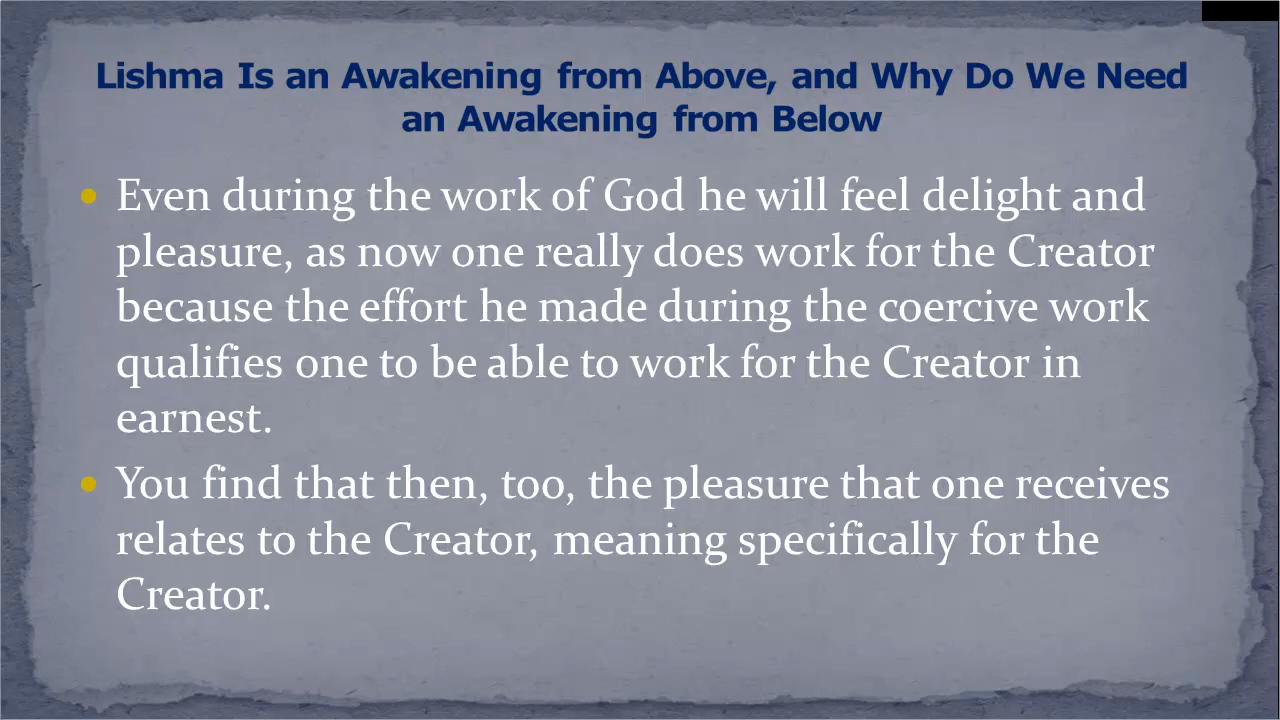 Lishma Is an Awakening from Above, and Why Do We Need
an Awakening from Below
• Even during the work of God he will feel delight and
pleasure, as now one really does work for the Creator
because the effort he made during the coercive work
qualifies one to be able to work for the Creator in
earnest.
• You find that then, too, the pleasure that one receives
relates to the Creator, meaning specifically for the
Creator.